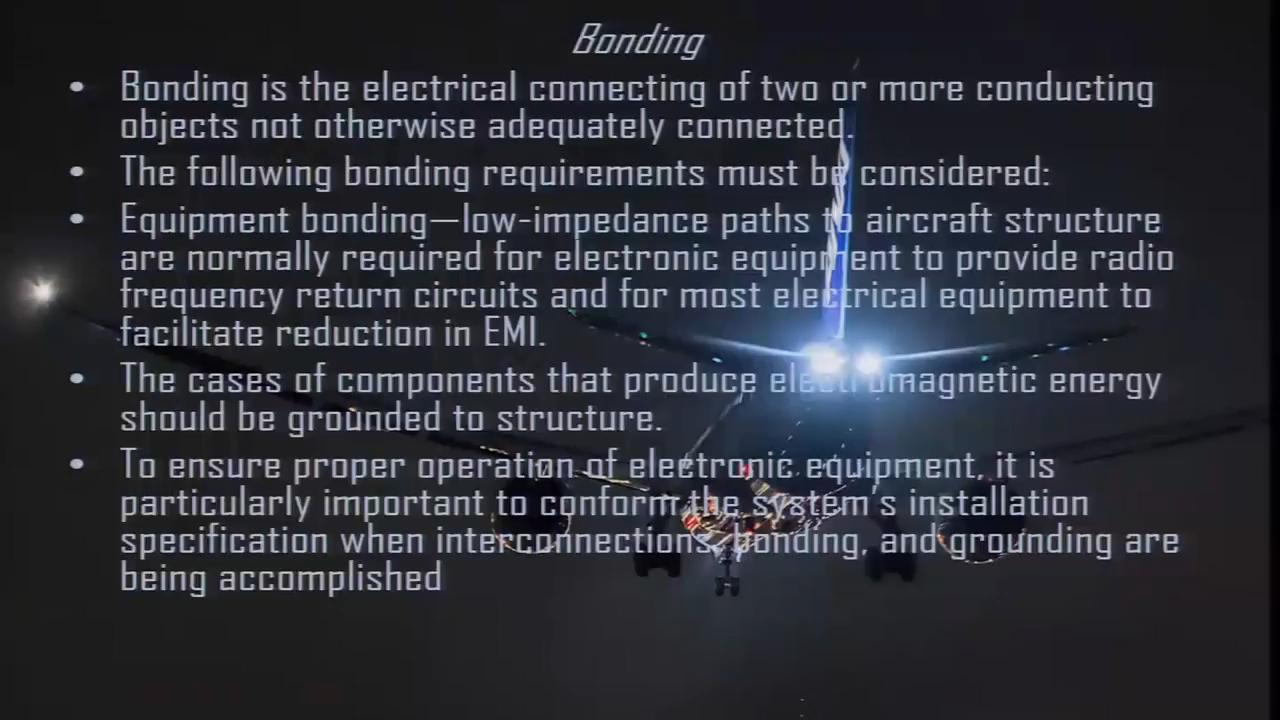 Bonding
• Bonding is the electrical connecting of two or more conducting
objects not otherwise adequately connected.
• The following bonding requirements must be considered:
• Equipment bonding—low-impedance paths to aircraft structure
are normally required for electronic equipment to provide radio
frequency return circuits and for most electrical equipment to
facilitate reduction in EMI.
• The cases of components that produce electromagnetic energy
should be grounded to structure.
• To ensure proper operation of electronic equipment, it is
particularly important to conform the system's installation
specification when interconnections, bonding, and grounding are
being accomplished